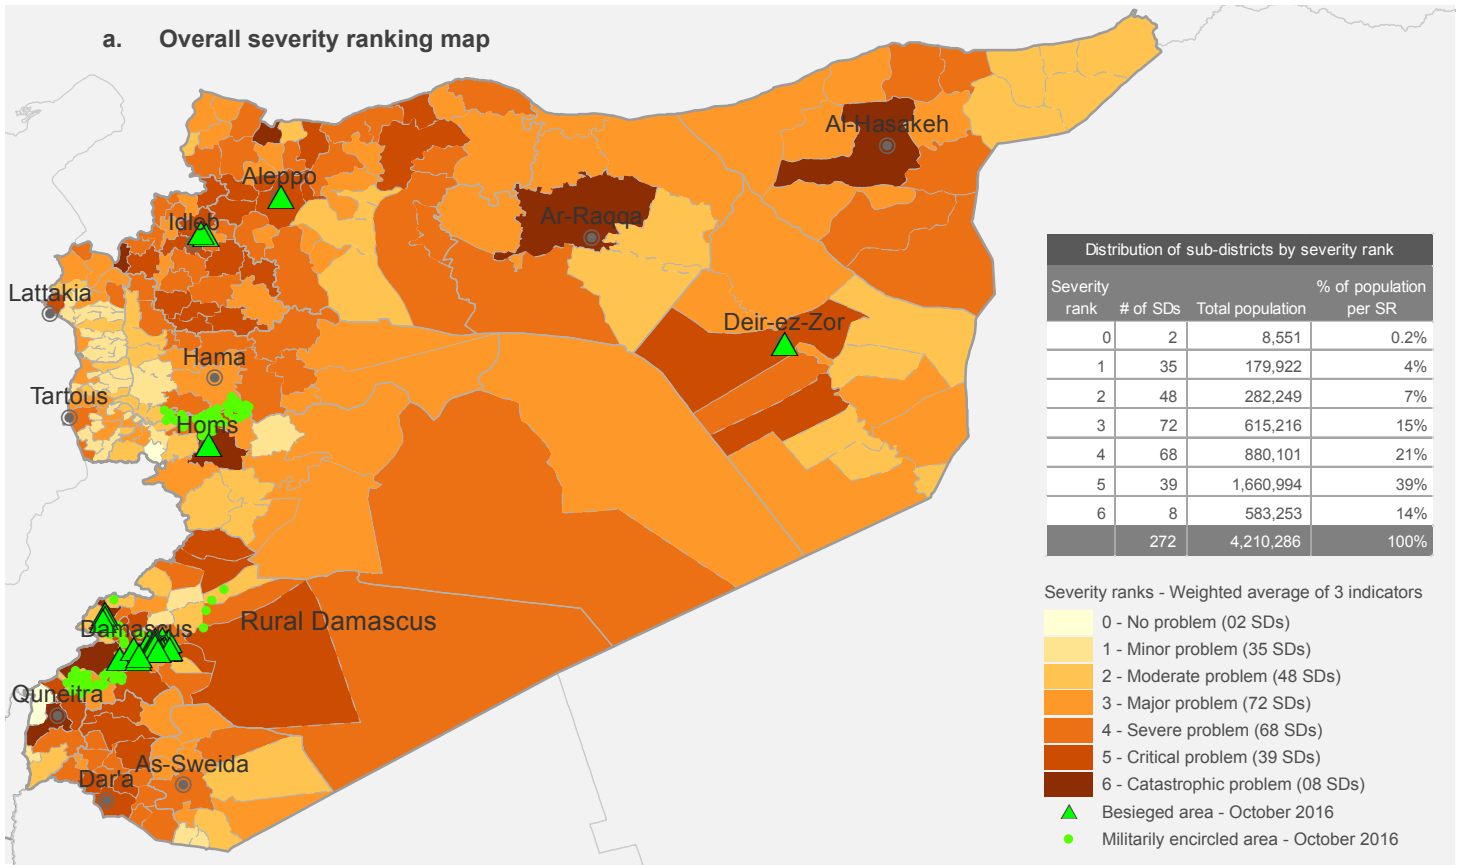 a. Overall severity ranking map
Al-Hasakeh
Aleppo
Ar-Raqqa
Idleb
Lattakia
Deir-ez-Zor
Hama
Tartous
Homs
Rural Damascus
Damascus
Quneitra
As-Sweida
Dar'a
Distribution of sub-districts by severity rank
Severity rank # of SDs Total population % of population per SR
0 2 8,551 0.2%
1 35 179,922 4%
2 48 282,249 7%
3 72 615,216 15%
4 68 880,101 21%
5 39 1,660,994 39%
6 8 583,253 14%
272 4,210,286 100%
Severity ranks - Weighted average of 3 indicators
0 - No problem (02 SDs)
1 - Minor problem (35 SDs)
2 - Moderate problem (48 SDs)
3 - Major problem (72 SDs)
4 - Severe problem (68 SDs)
5 - Critical problem (39 SDs)
6 - Catastrophic problem (08 SDs)
Besieged area - October 2016
Militarily encircled area - October 2016